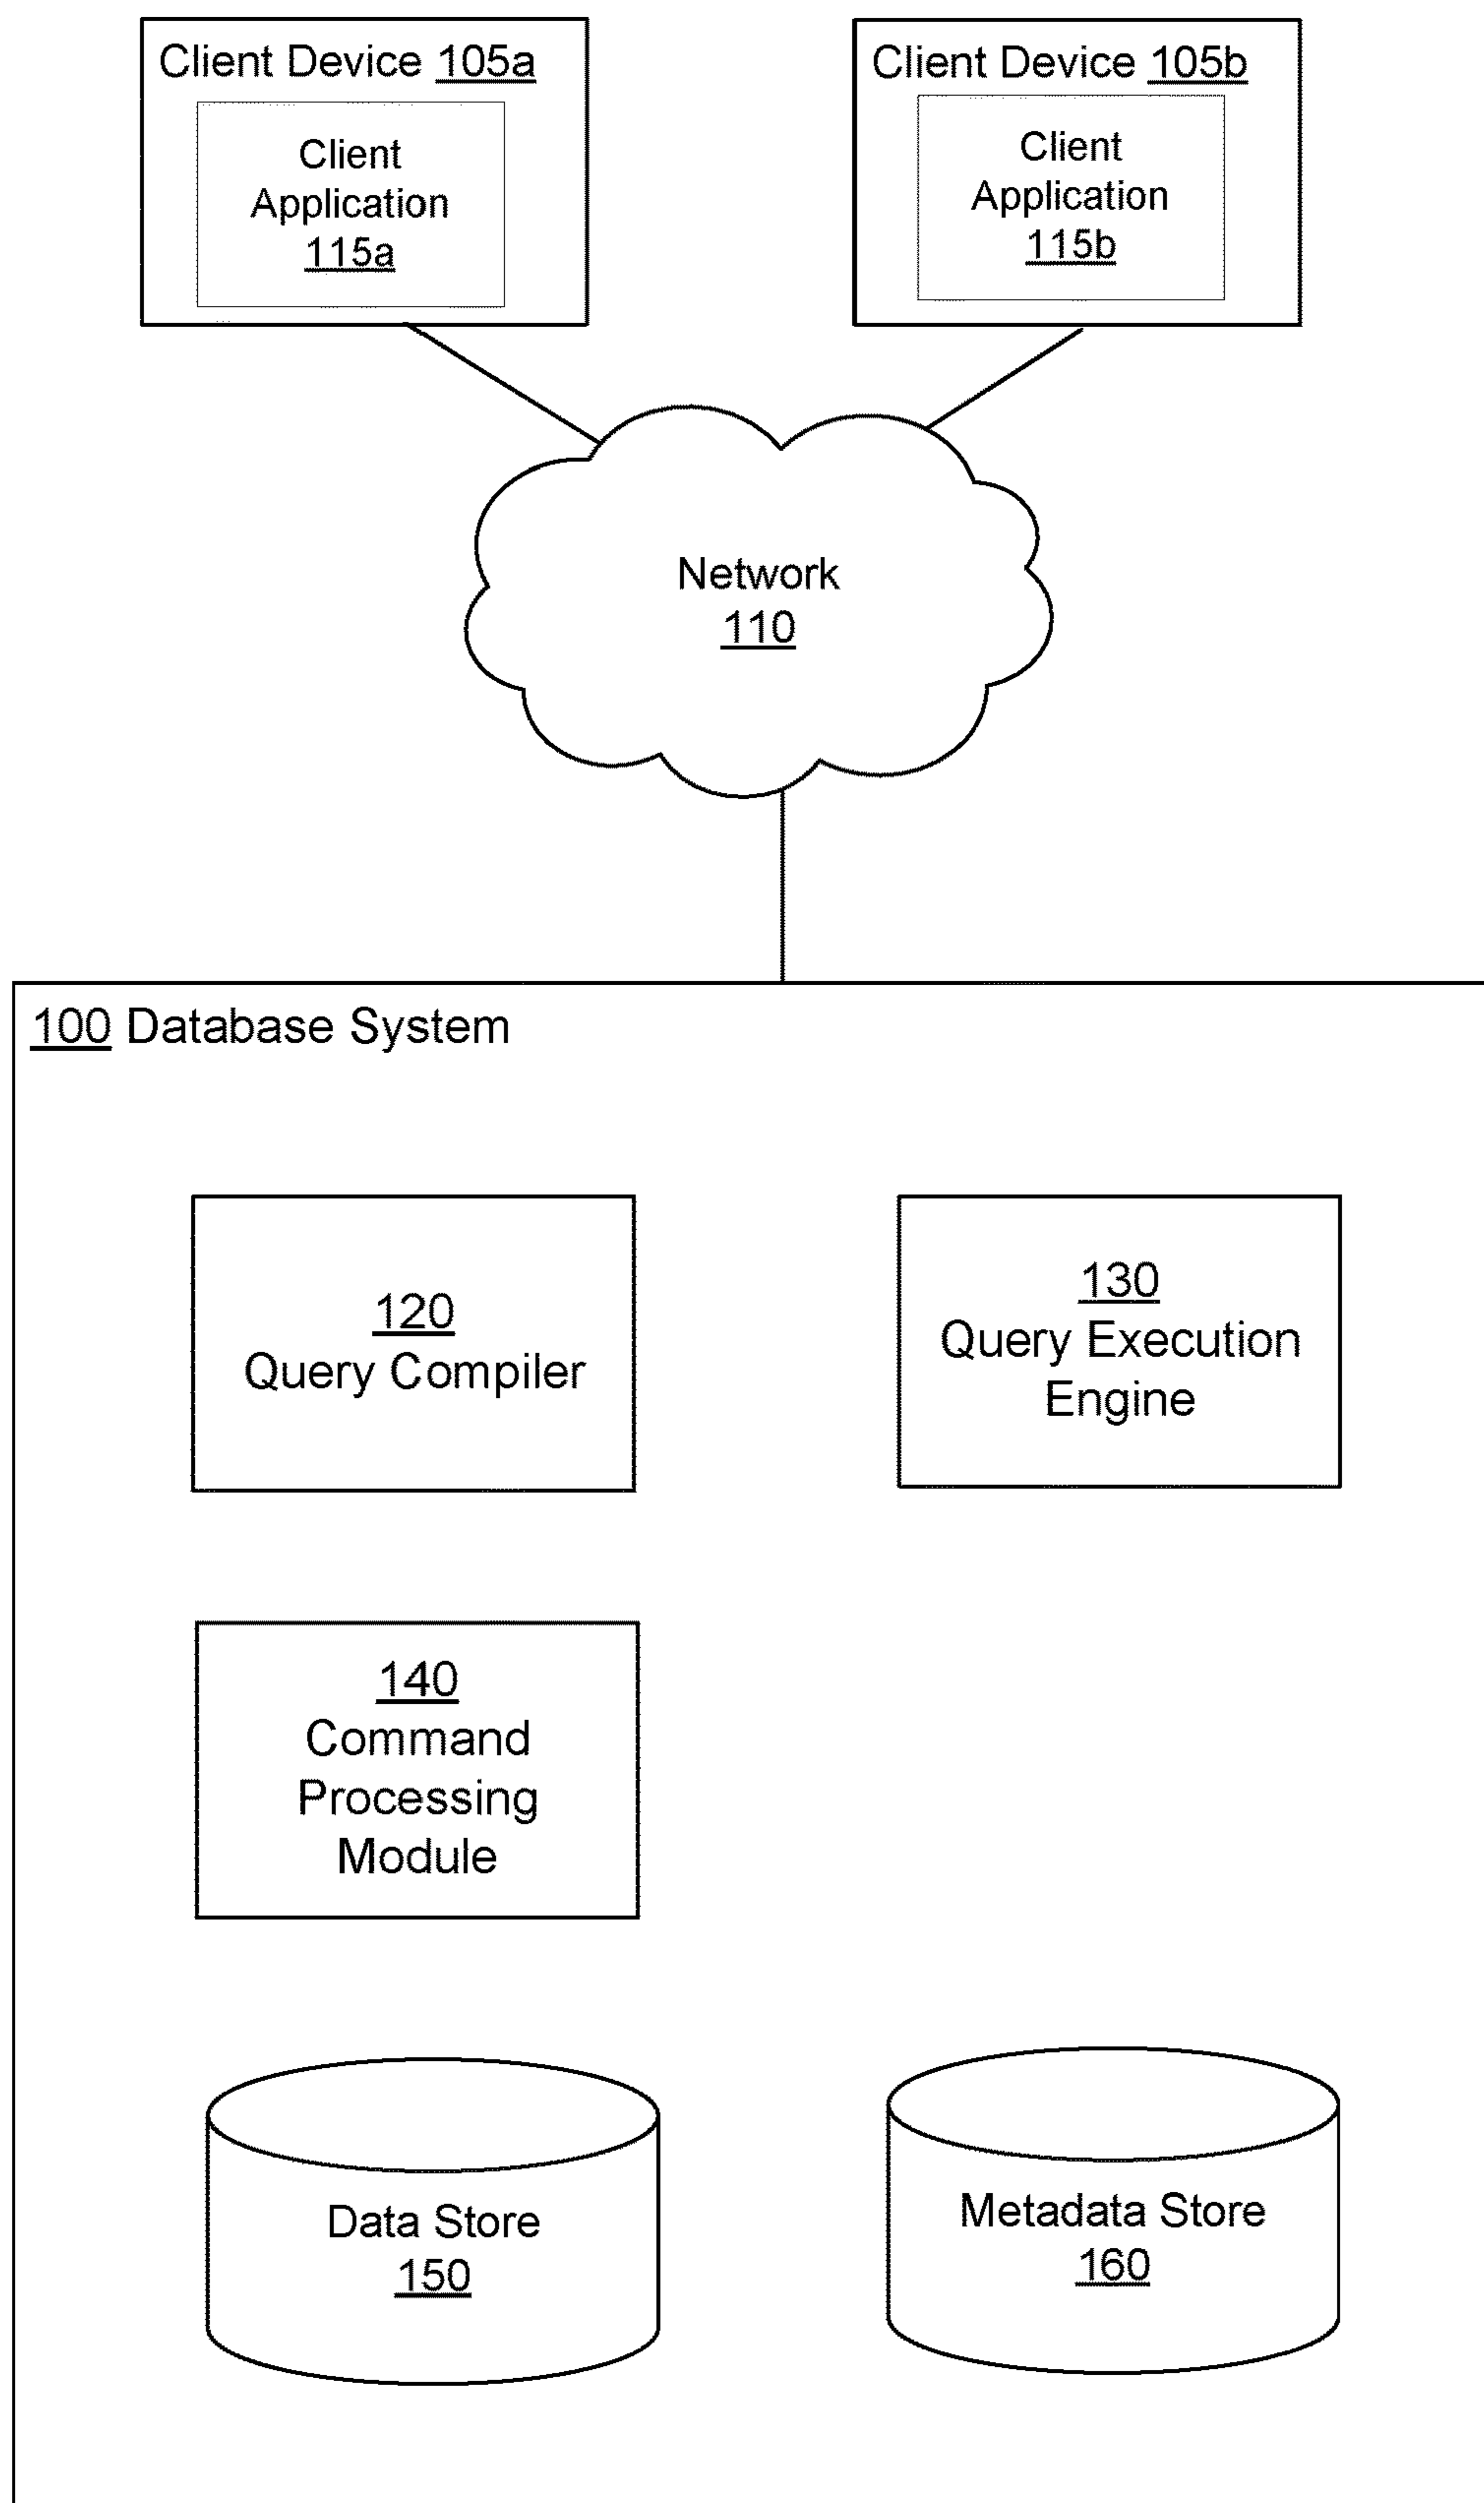 Client Device 105a
Client
Application
115a
Client Device 105b
Client
Application
115b
Network
110
100 Database System
120
Query Compiler
130
Query Execution
Engine
140
Command
Processing
Module
Data Store
150
Metadata Store
160